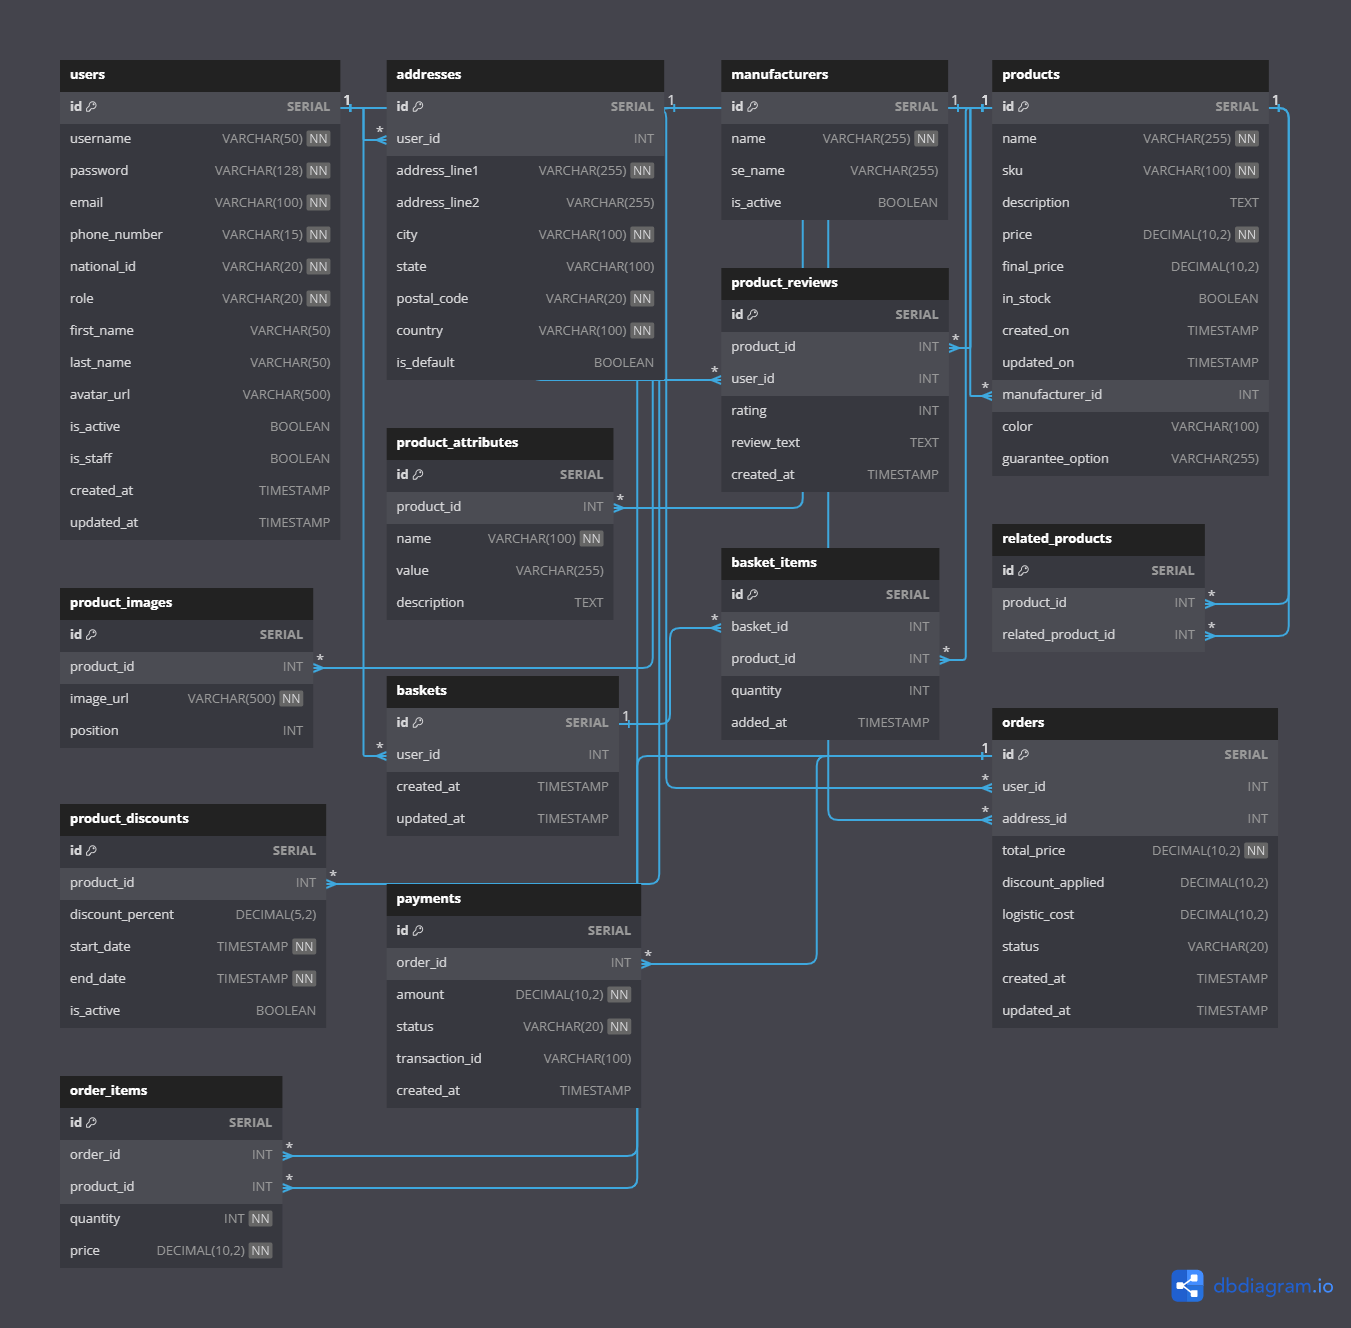 users
id SERIAL
username VARCHAR(50) NN
password VARCHAR(128) NN
email VARCHAR(100) NN
phone_number VARCHAR(15) NN
national_id VARCHAR(20) NN
role VARCHAR(20) NN
first_name VARCHAR(50)
last_name VARCHAR(50)
avatar_url VARCHAR(500)
is_active BOOLEAN
is_staff BOOLEAN
created_at TIMESTAMP
updated_at TIMESTAMP
1
product_images
id SERIAL
product_id INT
image_url VARCHAR(500) NN
position INT
*
product_discounts
id SERIAL
product_id INT
discount_percent DECIMAL(5,2)
start_date TIMESTAMP NN
end_date TIMESTAMP NN
is_active BOOLEAN
*
order_items
id SERIAL
order_id INT
product_id INT
quantity INT NN
price DECIMAL(10,2) NN
*
*
addresses
id SERIAL
user_id INT
address_line1 VARCHAR(255) NN
address_line2 VARCHAR(255)
city VARCHAR(100) NN
state VARCHAR(100)
postal_code VARCHAR(20) NN
country VARCHAR(100) NN
is_default BOOLEAN
*
1
product_attributes
id SERIAL
product_id INT
name VARCHAR(100) NN
value VARCHAR(255)
description TEXT
*
baskets
id SERIAL
user_id INT
created_at TIMESTAMP
updated_at TIMESTAMP
*
1
payments
id SERIAL
order_id INT
amount DECIMAL(10,2) NN
status VARCHAR(20) NN
transaction_id VARCHAR(100)
created_at TIMESTAMP
*
manufacturers
id SERIAL
name VARCHAR(255) NN
se_name VARCHAR(255)
is_active BOOLEAN
1
product_reviews
id SERIAL
product_id INT
user_id INT
rating INT
review_text TEXT
created_at TIMESTAMP
*
*
basket_items
id SERIAL
basket_id INT
product_id INT
quantity INT
added_at TIMESTAMP
*
*
products
id SERIAL
name VARCHAR(255) NN
sku VARCHAR(100) NN
description TEXT
price DECIMAL(10,2) NN
final_price DECIMAL(10,2)
in_stock BOOLEAN
created_on TIMESTAMP
updated_on TIMESTAMP
manufacturer_id INT
color VARCHAR(100)
guarantee_option VARCHAR(255)
1
1
*
related_products
id SERIAL
product_id INT
related_product_id INT
*
*
orders
id SERIAL
user_id INT
address_id INT
total_price DECIMAL(10,2) NN
discount_applied DECIMAL(10,2)
logistic_cost DECIMAL(10,2)
status VARCHAR(20)
created_at TIMESTAMP
updated_at TIMESTAMP
1
*
*
dbdiagram.io